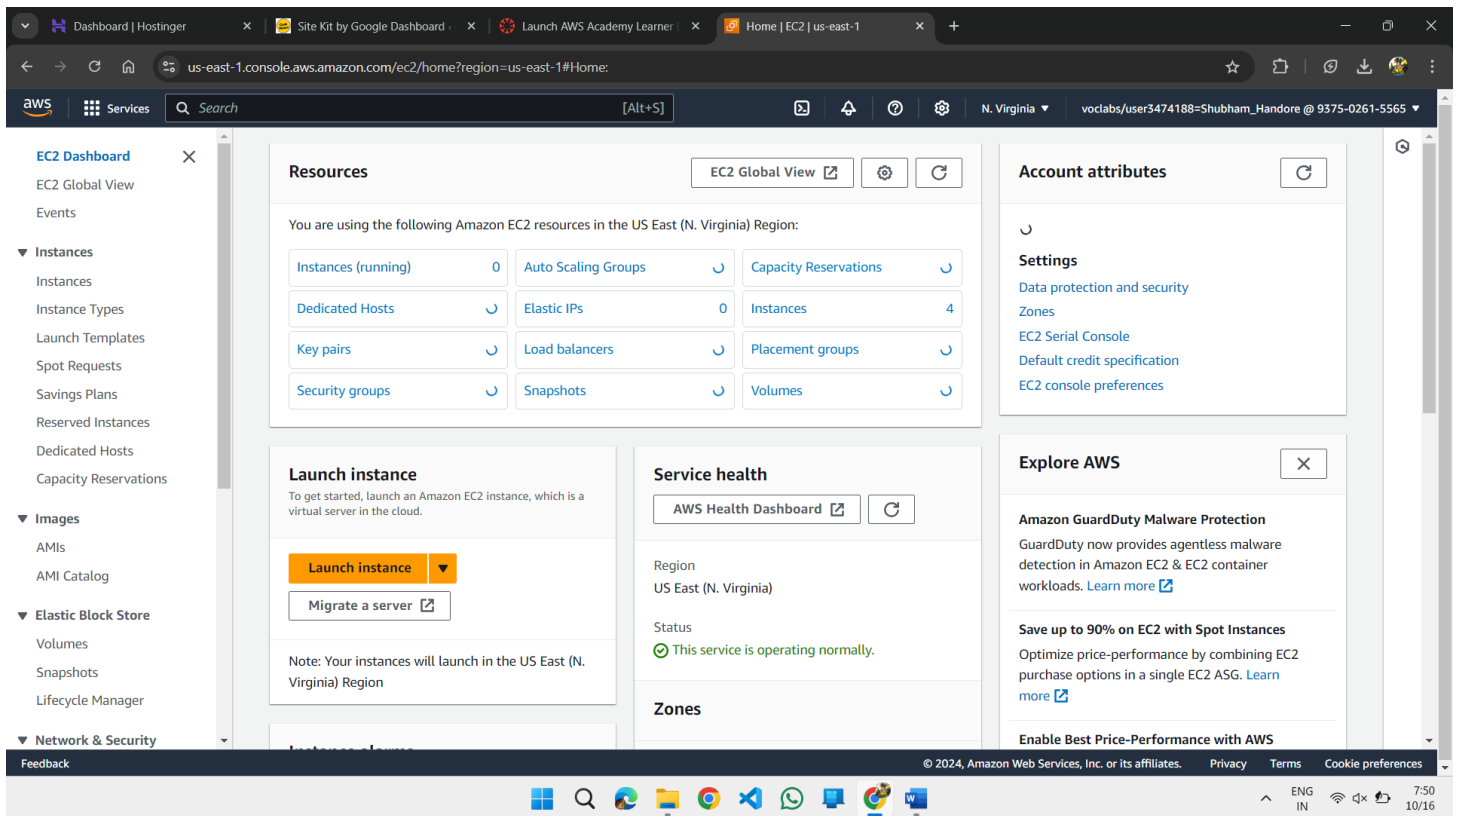 Dashboard | Hostinger
Site Kit by Google Dashboard
Launch AWS Academy Learner
Home | EC2 | us-east-1
us-east-1.console.aws.amazon.com/ec2/home?region=us-east-1#Home:
aws
Services
Search
[Alt+S]
N. Virginia
voclabs/user3474188=Shubham_Handore @ 9375-0261-5565
EC2 Dashboard
EC2 Global View
Events
Instances
Instances
Instance Types
Launch Templates
Spot Requests
Savings Plans
Reserved Instances
Dedicated Hosts
Capacity Reservations
Images
AMIs
AMI Catalog
Elastic Block Store
Volumes
Snapshots
Lifecycle Manager
Network & Security
Resources
EC2 Global View
You are using the following Amazon EC2 resources in the US East (N. Virginia) Region:
Instances (running) 0
Auto Scaling Groups
Capacity Reservations
Dedicated Hosts
Elastic IPs 0
Instances 4
Key pairs
Load balancers
Placement groups
Security groups
Snapshots
Volumes
Launch instance
To get started, launch an Amazon EC2 instance, which is a
virtual server in the cloud.
Launch instance
Migrate a server
Note: Your instances will launch in the US East (N.
Virginia) Region
Service health
AWS Health Dashboard
Region
US East (N. Virginia)
Status
This service is operating normally.
Zones
Account attributes
Settings
Data protection and security
Zones
EC2 Serial Console
Default credit specification
EC2 console preferences
Explore AWS
Amazon GuardDuty Malware Protection
GuardDuty now provides agentless malware
detection in Amazon EC2 & EC2 container
workloads. Learn more
Save up to 90% on EC2 with Spot Instances
Optimize price-performance by combining EC2
purchase options in a single EC2 ASG. Learn
more
Enable Best Price-Performance with AWS
Feedback
© 2024, Amazon Web Services, Inc. or its affiliates.
Privacy
Terms
Cookie preferences
ENG
IN
7:50
10/16